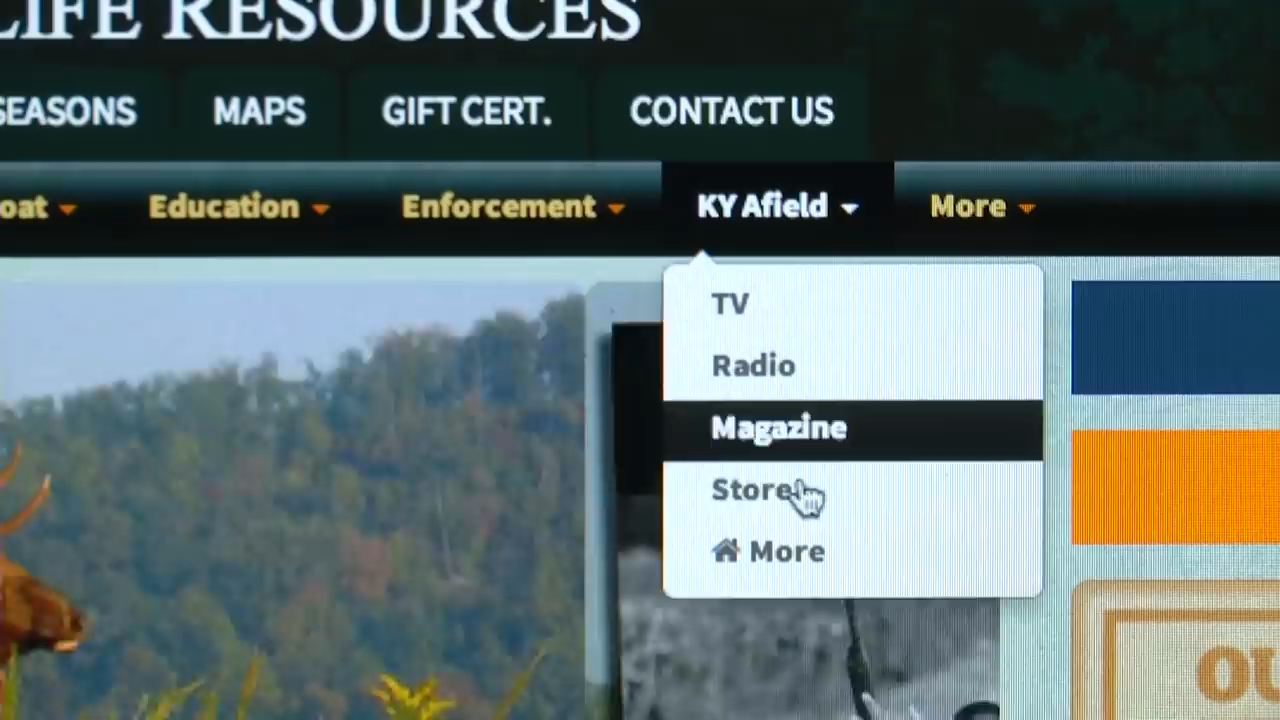 LIFE RESOURCES
SEASONS MAPS GIFT CERT. CONTACT US
oat Education Enforcement KY Afield More
TV
Radio
Magazine
Store
More
OU